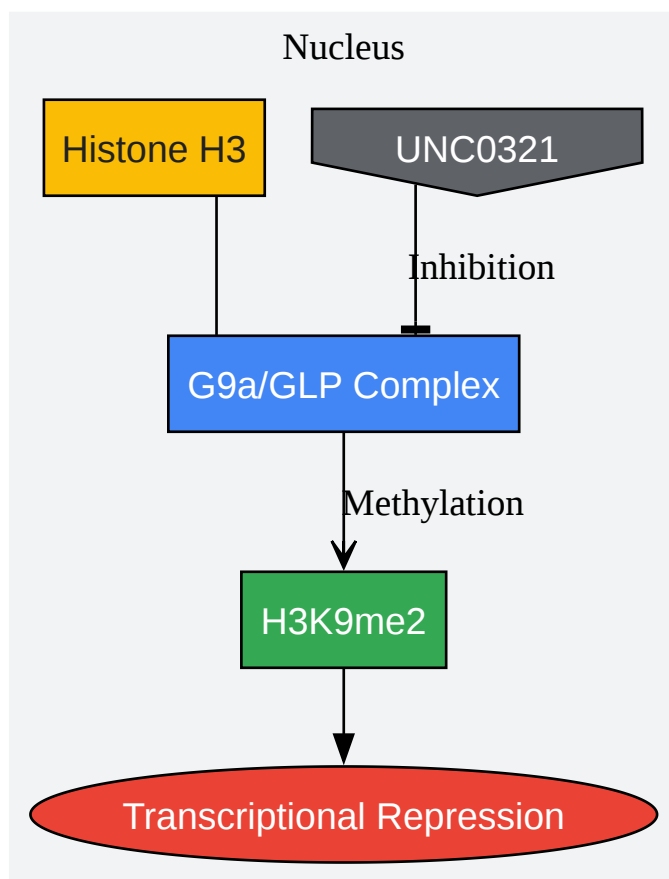 Nucleus
Histone H3
UNC0321
Inhibition
G9a/GLP Complex
Methylation
H3K9me2
Transcriptional Repression